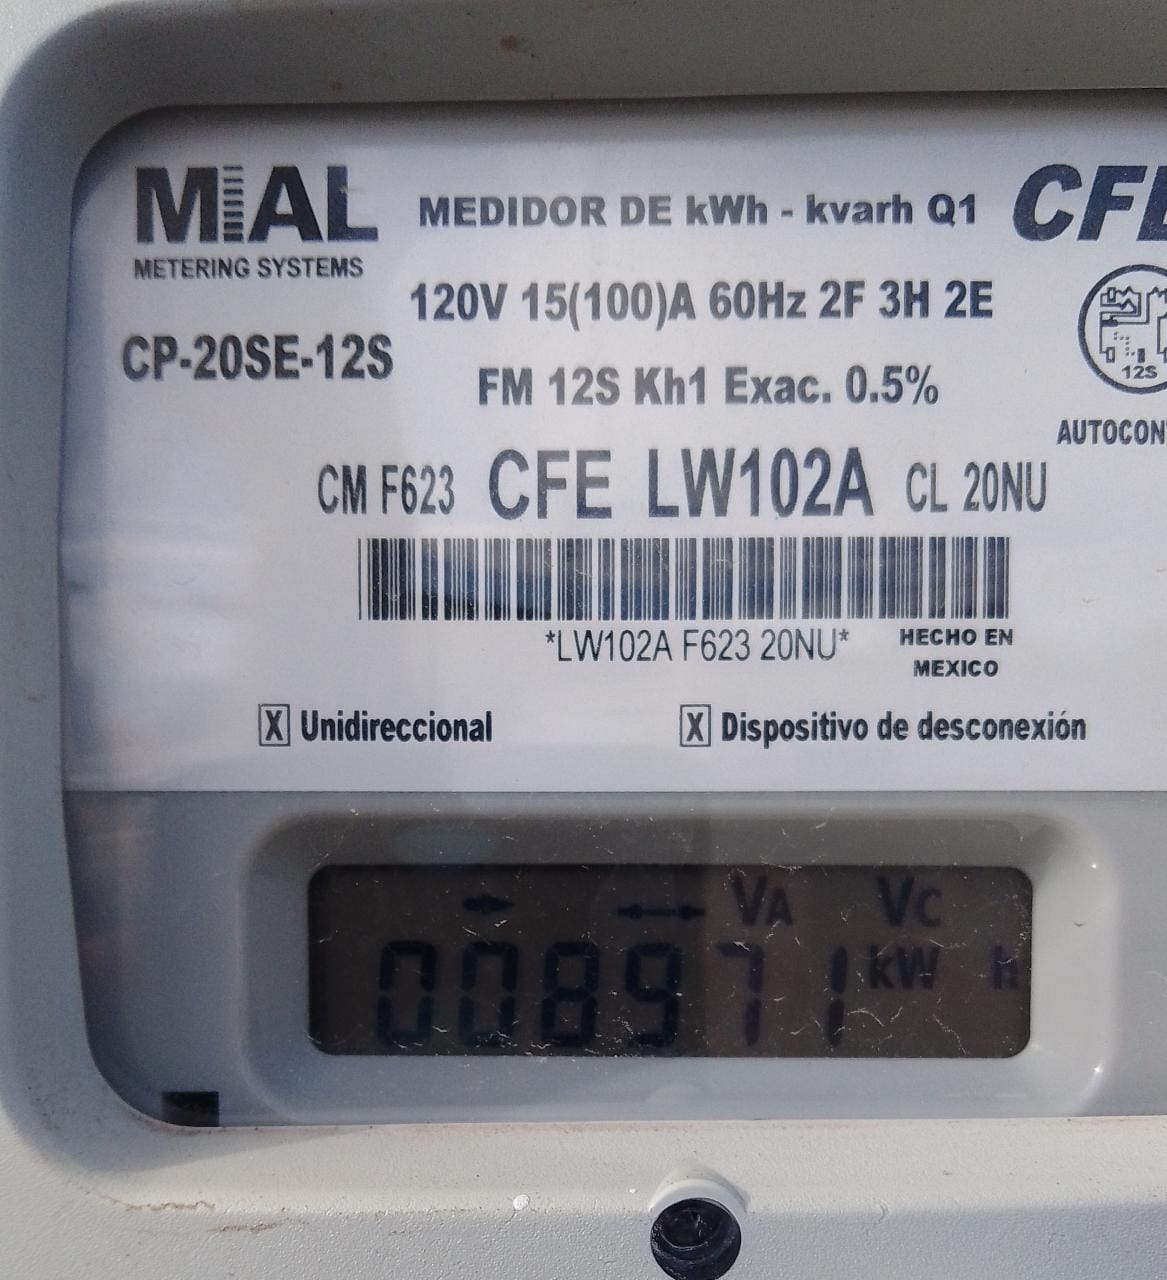 MIAL
METERING SYSTEMS
MEDIDOR DE kWh - kvarh Q1
CFE
120V 15(100)A 60Hz 2F 3H 2E
CP-20SE-12S
FM 12S Kh1 Exac. 0.5%
12S
AUTOCON
CM F623 CFE LW102A CL 20NU
*LW102A F623 20NU*
HECHO EN
MEXICO
X Unidireccional
X Dispositivo de desconexión
VA VC
008971 kW h